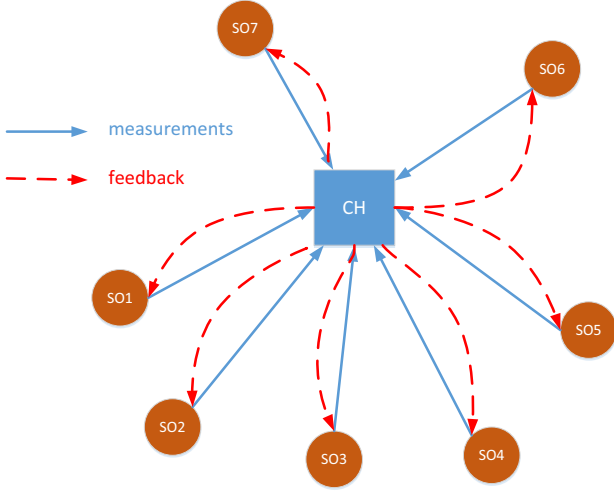 SO7
SO6
measurements
feedback
CH
SO1
SO5
SO2
SO3
SO4